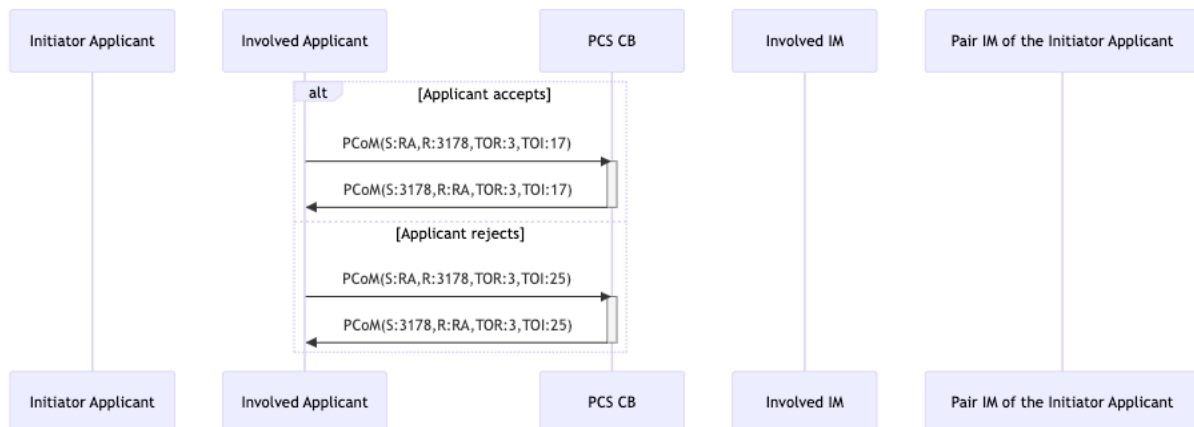 Initiator Applicant
Involved Applicant
PCS CB
Involved IM
Pair IM of the Initiator Applicant
alt
[Applicant accepts]
PCoM(S:RA,R:3178,TOR:3,TOI:17)
PCoM(S:3178,R:RA,TOR:3,TOI:17)
[Applicant rejects]
PCoM(S:RA,R:3178,TOR:3,TOI:25)
PCoM(S:3178,R:RA,TOR:3,TOI:25)
Initiator Applicant
Involved Applicant
PCS CB
Involved IM
Pair IM of the Initiator Applicant